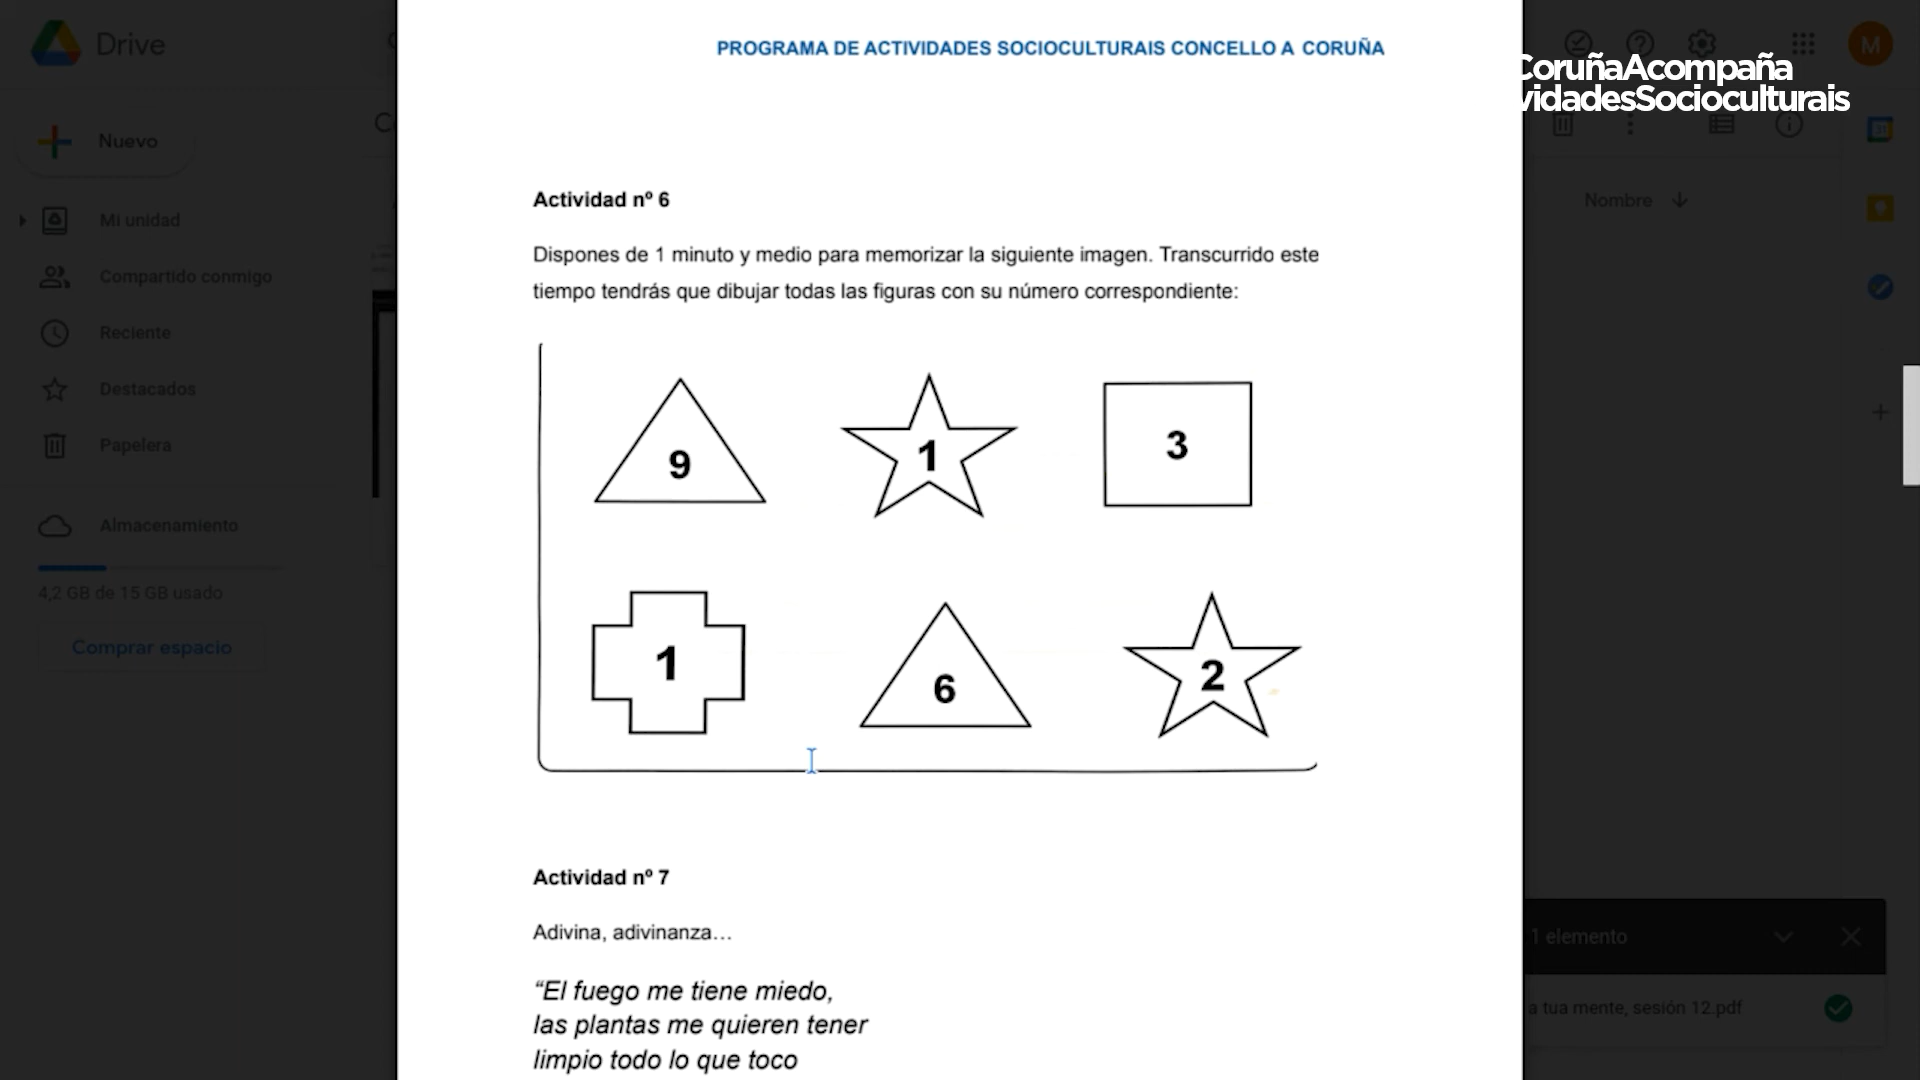 Drive
PROGRAMA DE ACTIVIDADES SOCIOCULTURAIS CONCELLO A CORUÑA
M
CoruñaAcompaña
vidadesSocioculturais
Nuevo
31
Mi unidad
Nombre
Actividad nº 6
Compartido conmigo
Dispones de 1 minuto y medio para memorizar la siguiente imagen. Transcurrido este
tiempo tendrás que dibujar todas las figuras con su número correspondiente:
Reciente
Destacados
Papelera
9
1
3
Almacenamiento
4,2 GB de 15 GB usado
Comprar espacio
1
6
2
Actividad nº 7
Adivina, adivinanza…
1 elemento
“El fuego me tiene miedo,
las plantas me quieren tener
limpio todo lo que toco
a tua mente, sesión 12.pdf